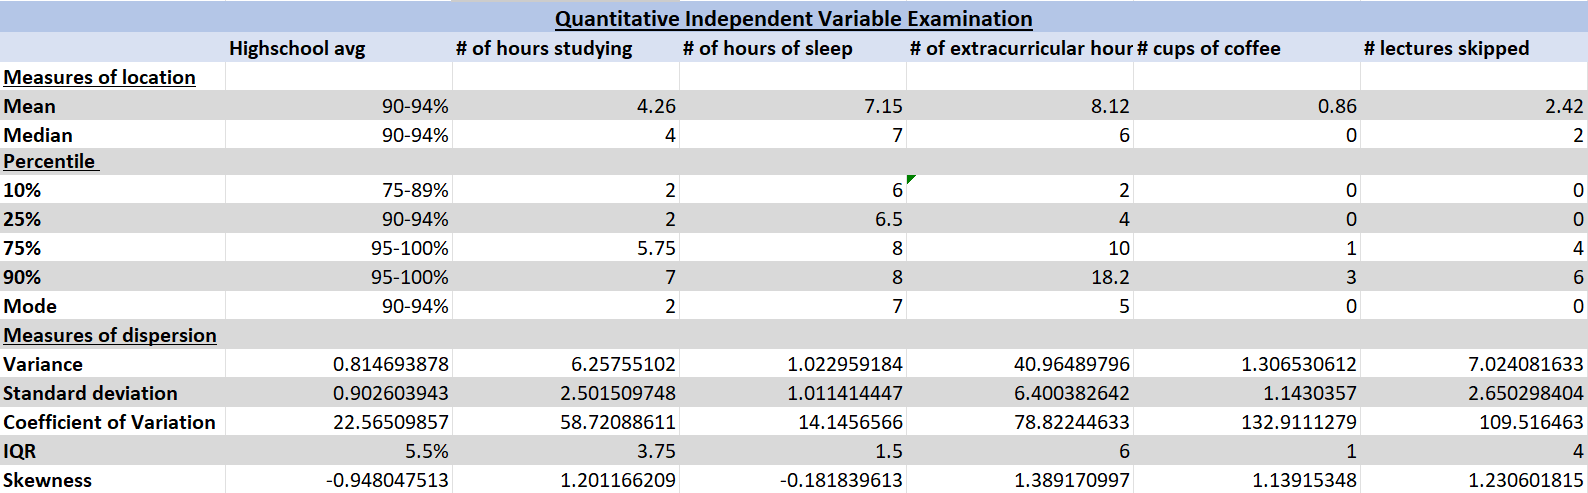 Quantitative Independent Variable Examination
Highschool avg # of hours studying # of hours of sleep # of extracurricular hour # cups of coffee # lectures skipped
Measures of location
Mean 90-94% 4.26 7.15 8.12 0.86 2.42
Median 90-94% 4 7 6 0 2
Percentile
10% 75-89% 2 6 2 0 0
25% 90-94% 2 6.5 4 0 0
75% 95-100% 5.75 8 10 1 4
90% 95-100% 7 8 18.2 3 6
Mode 90-94% 2 7 5 0 0
Measures of dispersion
Variance 0.814693878 6.25755102 1.022959184 40.96489796 1.306530612 7.024081633
Standard deviation 0.902603943 2.501509748 1.011414447 6.400382642 1.1430357 2.650298404
Coefficient of Variation 22.56509857 58.72088611 14.1456566 78.82244633 132.9111279 109.516463
IQR 5.5% 3.75 1.5 6 1 4
Skewness -0.948047513 1.201166209 -0.181839613 1.389170997 1.13915348 1.230601815